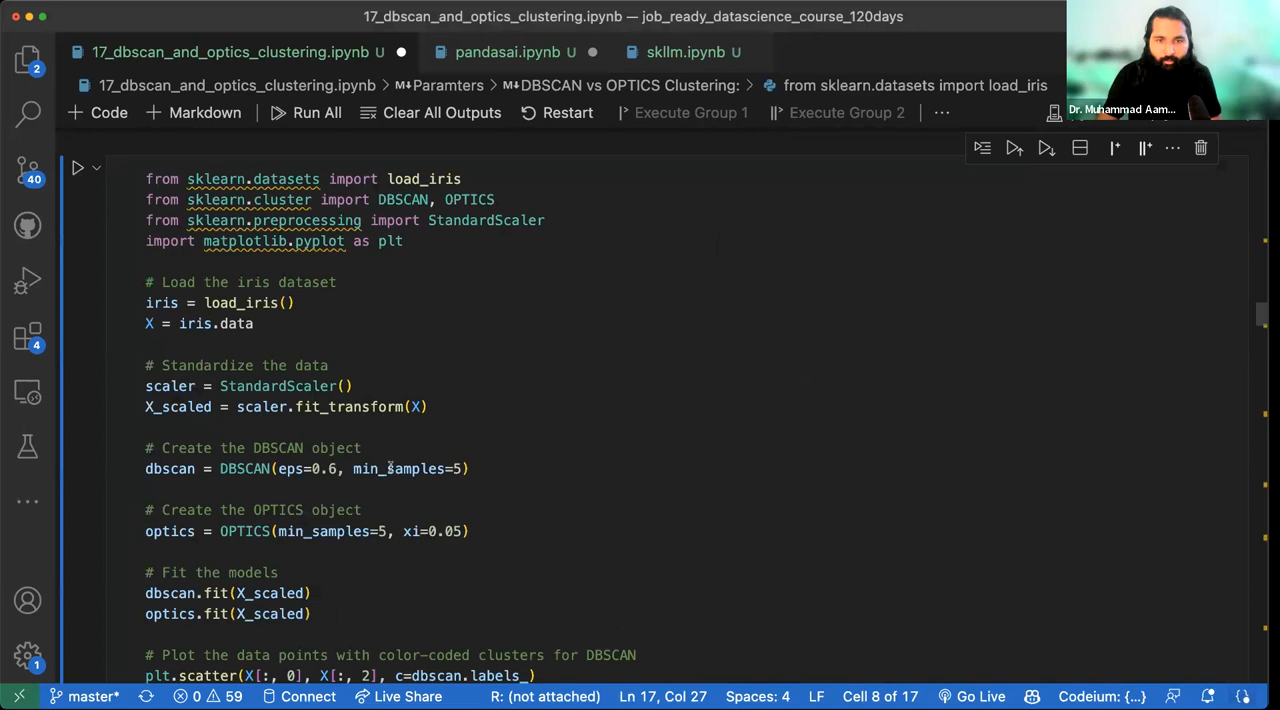 17_dbscan_and_optics_clustering.ipynb — job_ready_datascience_course_120days
17_dbscan_and_optics_clustering.ipynb U pandasai.ipynb U skllm.ipynb U
17_dbscan_and_optics_clustering.ipynb > M↓Paramters > M↓DBSCAN vs OPTICS Clustering: > from sklearn.datasets import load_iris
Dr. Muhammad Aam...
+ Code + Markdown Run All Clear All Outputs Restart Execute Group 1 Execute Group 2 ...
from sklearn.datasets import load_iris
from sklearn.cluster import DBSCAN, OPTICS
from sklearn.preprocessing import StandardScaler
import matplotlib.pyplot as plt
# Load the iris dataset
iris = load_iris()
X = iris.data
# Standardize the data
scaler = StandardScaler()
X_scaled = scaler.fit_transform(X)
# Create the DBSCAN object
dbscan = DBSCAN(eps=0.6, min_samples=5)
# Create the OPTICS object
optics = OPTICS(min_samples=5, xi=0.05)
# Fit the models
dbscan.fit(X_scaled)
optics.fit(X_scaled)
# Plot the data points with color-coded clusters for DBSCAN
plt.scatter(X[:, 0], X[:, 2], c=dbscan.labels_)
2
40
4
1
master* 0 59 Connect Live Share R: (not attached) Ln 17, Col 27 Spaces: 4 LF Cell 8 of 17 Go Live Codeium: {...}